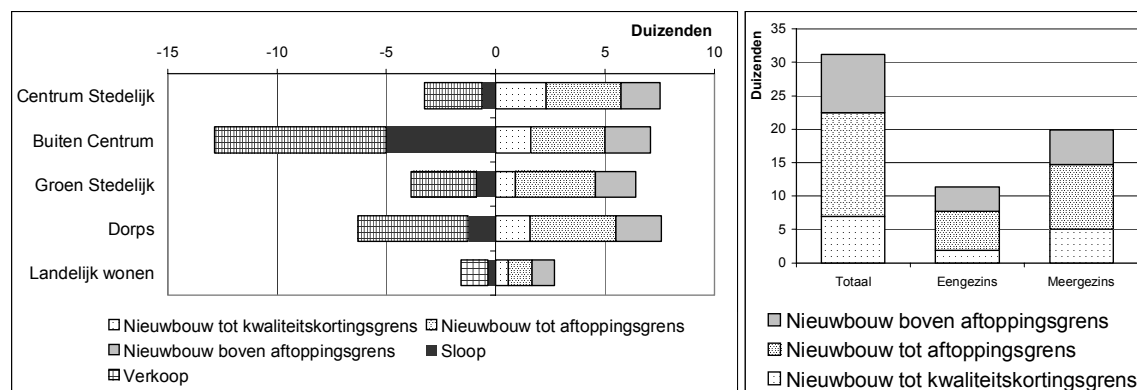 Duizenden
-15 -10 -5 0 5 10
Centrum Stedelijk
Buiten Centrum
Groen Stedelijk
Dorps
Landelijk wonen
Nieuwbouw tot kwaliteitskortingsgrens Nieuwbouw tot aftoppingsgrens
Nieuwbouw boven aftoppingsgrens Sloop
Verkoop
Duizenden
35
30
25
20
15
10
5
0
Totaal Eengezins Meergezins
Nieuwbouw boven aftoppingsgrens
Nieuwbouw tot aftoppingsgrens
Nieuwbouw tot kwaliteitskortingsgrens